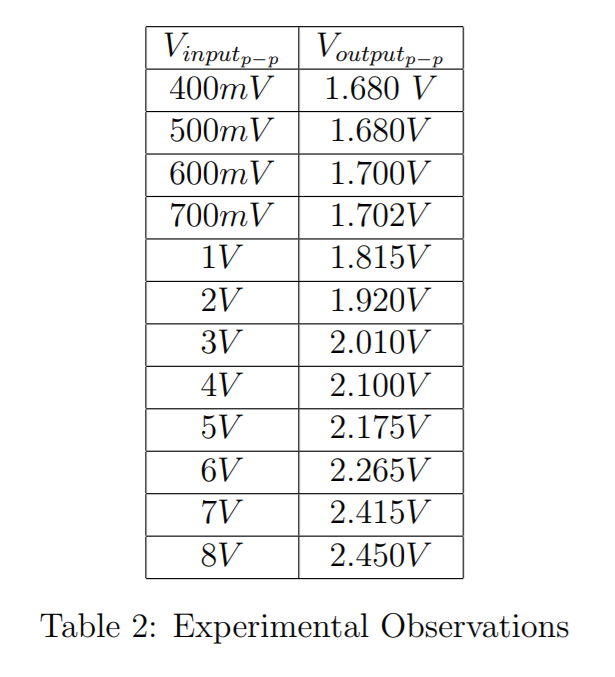 V_{input_{p-p}} V_{output_{p-p}}
400mV 1.680 V
500mV 1.680V
600mV 1.700V
700mV 1.702V
1V 1.815V
2V 1.920V
3V 2.010V
4V 2.100V
5V 2.175V
6V 2.265V
7V 2.415V
8V 2.450V
Table 2: Experimental Observations